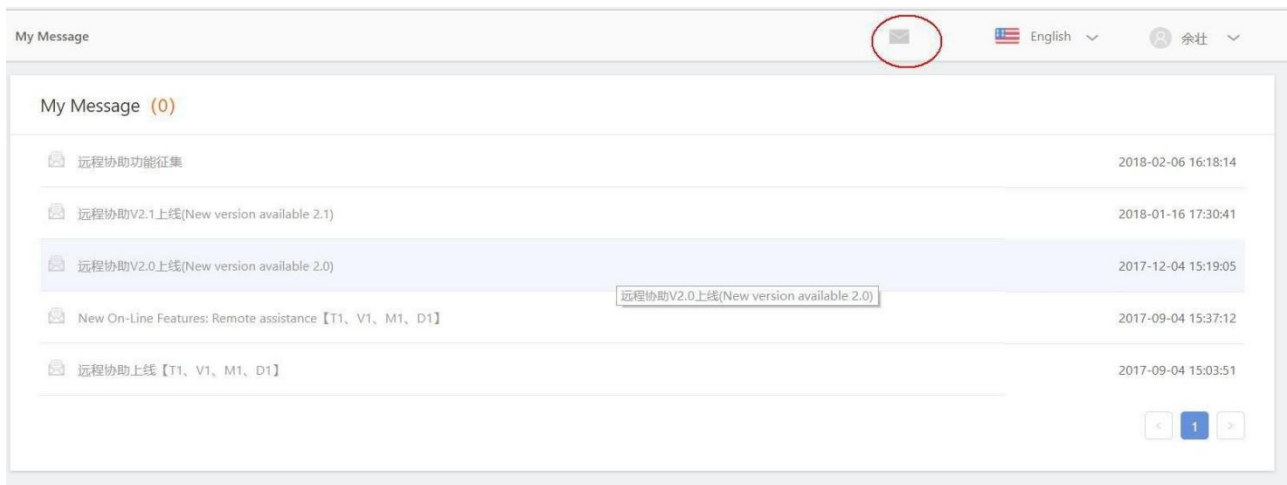 My Message
English
余壮
My Message (0)
远程协助功能征集
2018-02-06 16:18:14
远程协助V2.1上线(New version available 2.1)
2018-01-16 17:30:41
远程协助V2.0上线(New version available 2.0)
2017-12-04 15:19:05
远程协助V2.0上线(New version available 2.0)
New On-Line Features: Remote assistance【T1、V1、M1、D1】
2017-09-04 15:37:12
远程协助上线【T1、V1、M1、D1】
2017-09-04 15:03:51
< 1 >